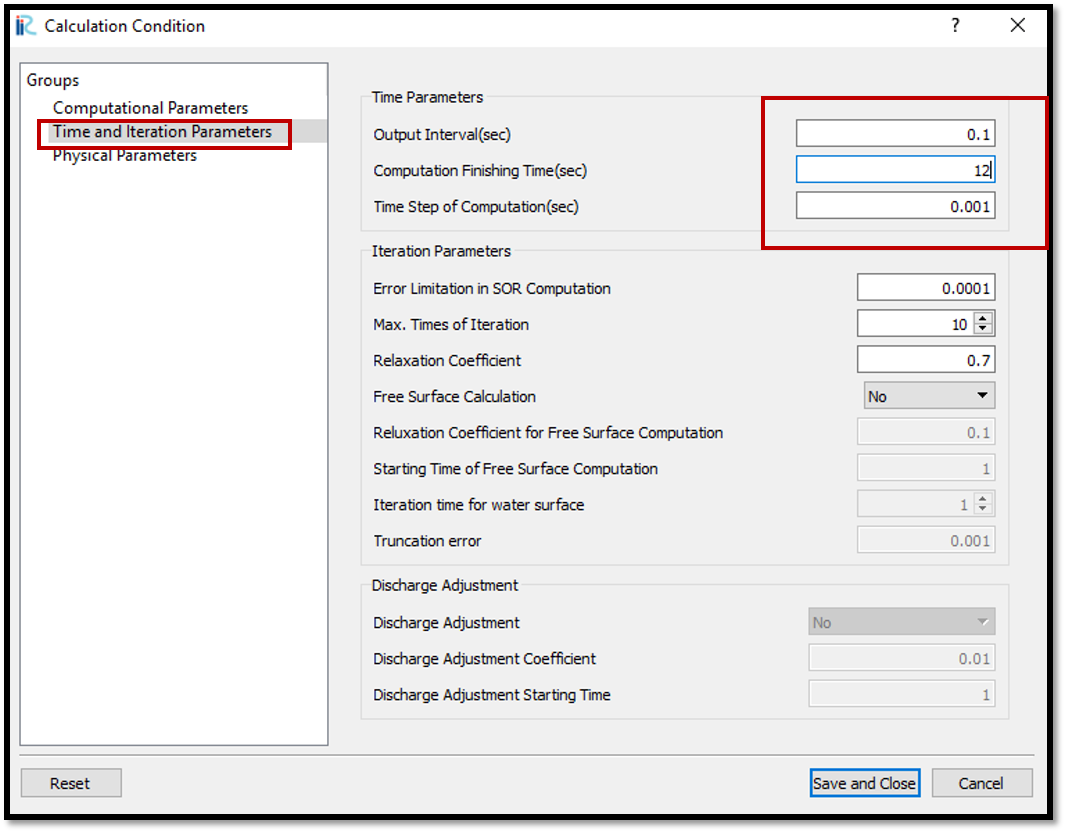 iRiC Calculation Condition ? ×
Groups
Computational Parameters
Time and Iteration Parameters
Physical Parameters
Time Parameters
Output Interval(sec) 0.1
Computation Finishing Time(sec) 12
Time Step of Computation(sec) 0.001
Iteration Parameters
Error Limitation in SOR Computation 0.0001
Max. Times of Iteration 10
Relaxation Coefficient 0.7
Free Surface Calculation No
Reluxation Coefficient for Free Surface Computation 0.1
Starting Time of Free Surface Computation 1
Iteration time for water surface 1
Truncation error 0.001
Discharge Adjustment
Discharge Adjustment No
Discharge Adjustment Coefficient 0.01
Discharge Adjustment Starting Time 1
Reset Save and Close Cancel